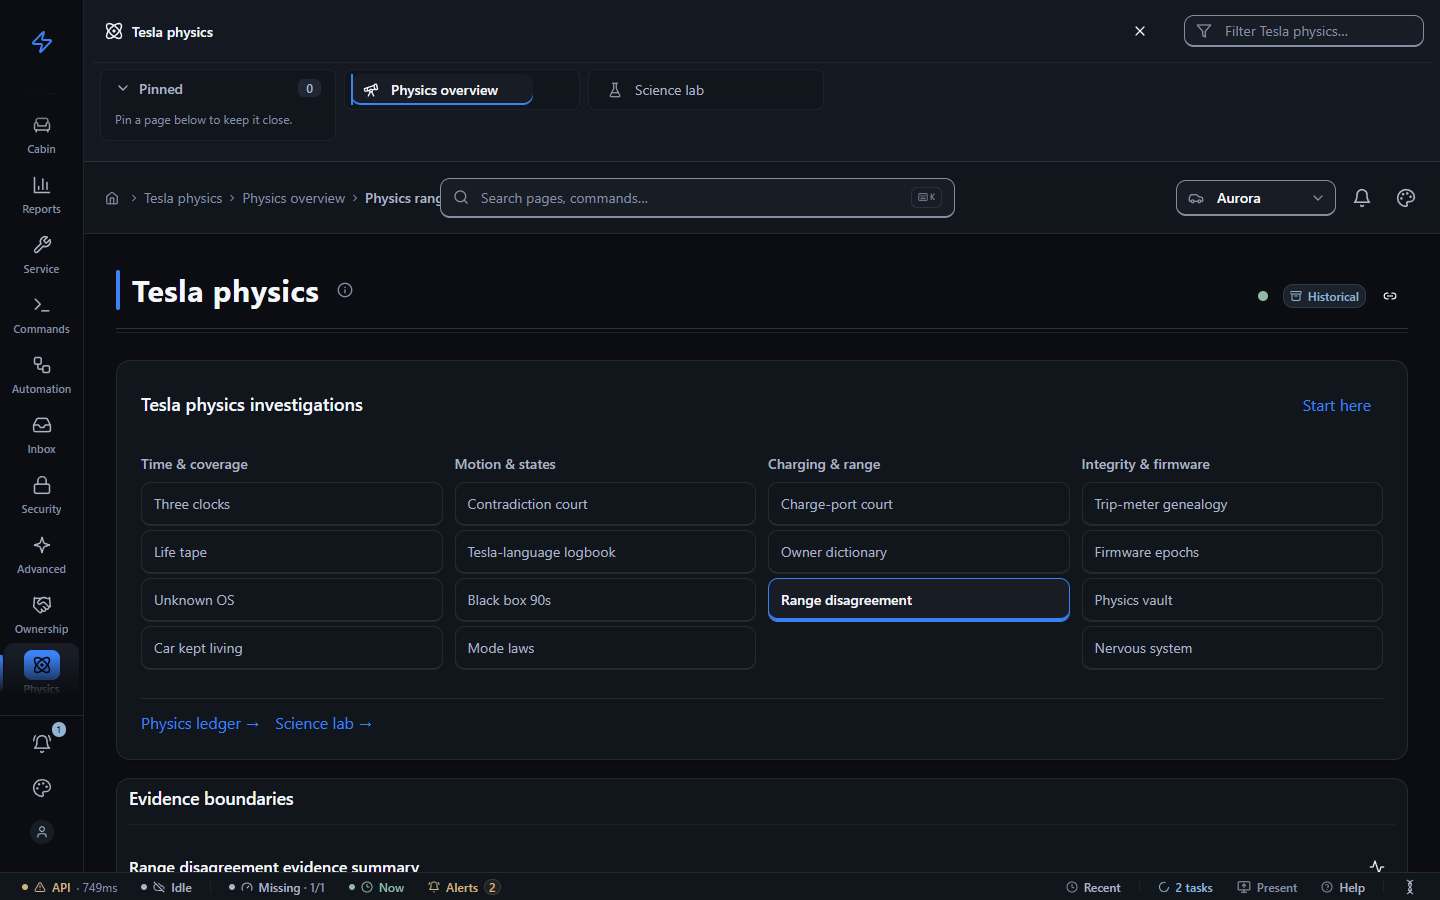 Tesla physics
Filter Tesla physics...
Pinned
0
Pin a page below to keep it close.
Physics overview
Science lab
Cabin
Reports
Service
Commands
Automation
Inbox
Security
Advanced
Ownership
Physics
1
Tesla physics
Physics overview
Physics rang
Search pages, commands...
K
Aurora
Tesla physics
Historical
Tesla physics investigations
Start here
Time & coverage
Three clocks
Life tape
Unknown OS
Car kept living
Motion & states
Contradiction court
Tesla-language logbook
Black box 90s
Mode laws
Charging & range
Charge-port court
Owner dictionary
Range disagreement
Integrity & firmware
Trip-meter genealogy
Firmware epochs
Physics vault
Nervous system
Physics ledger →
Science lab →
Evidence boundaries
Range disagreement evidence summary
API · 749ms
Idle
Missing · 1/1
Now
Alerts 2
Recent
2 tasks
Present
Help